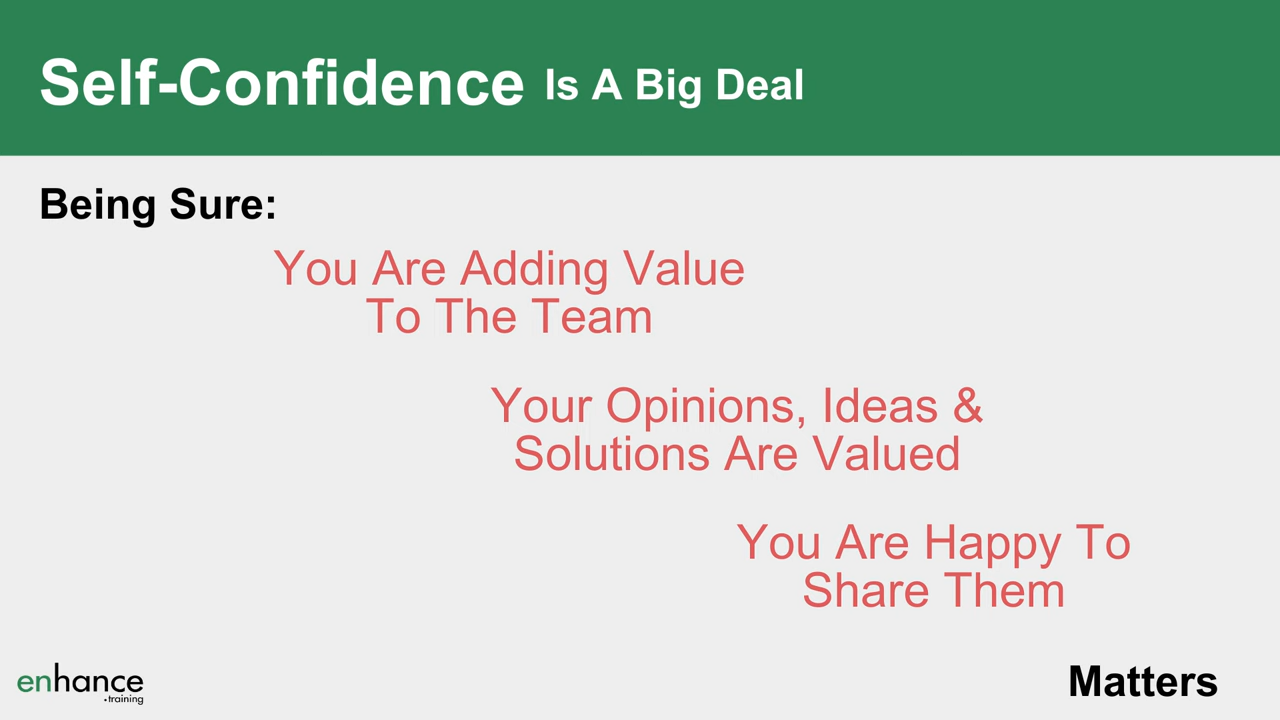 Self-Confidence Is A Big Deal
Being Sure:
You Are Adding Value
To The Team
Your Opinions, Ideas &
Solutions Are Valued
You Are Happy To
Share Them
Matters
enhance
.training